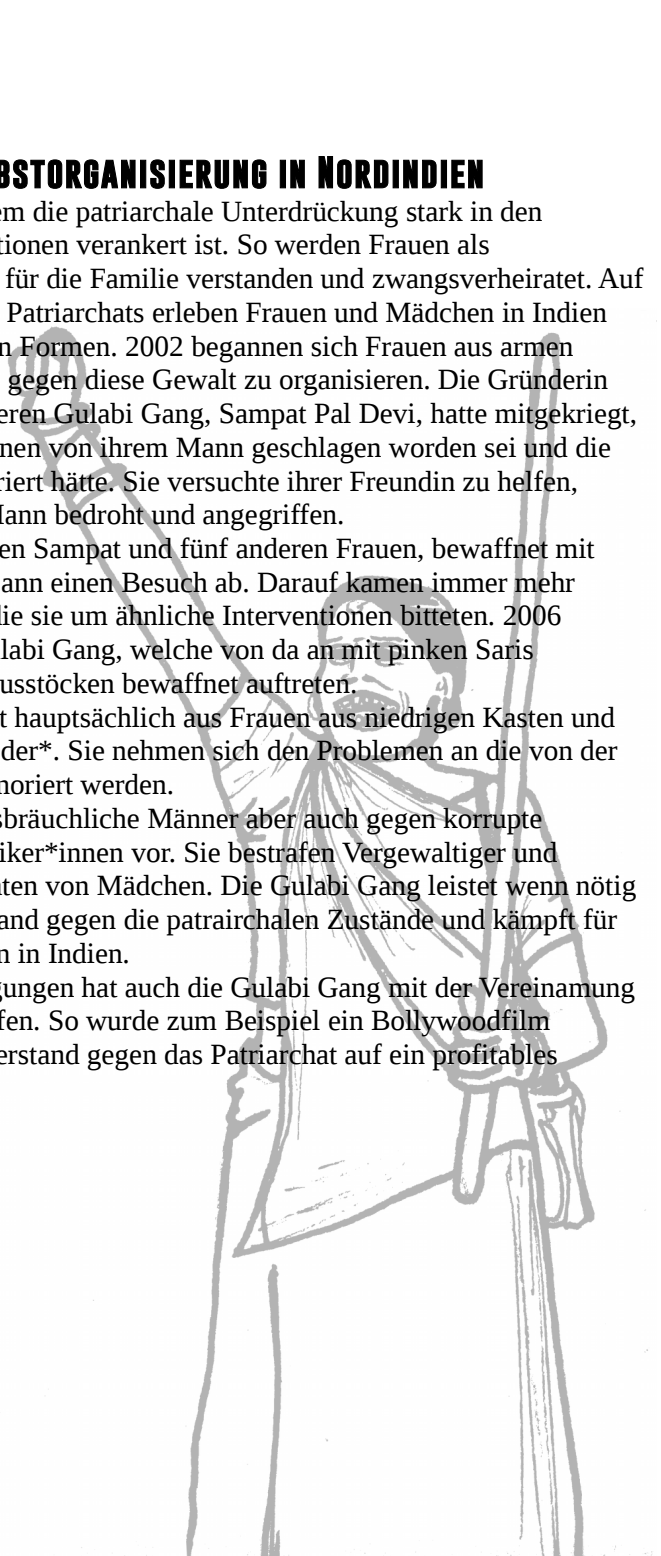 BSTORGANISIERUNG IN NORDINDIEN
em die patriarchale Unterdrückung stark in den
tionen verankert ist. So werden Frauen als
für die Familie verstanden und zwangsverheiratet. Auf
Patriarchats erleben Frauen und Mädchen in Indien
n Formen. 2002 begannen sich Frauen aus armen
gegen diese Gewalt zu organisieren. Die Gründerin
eren Gulabi Gang, Sampat Pal Devi, hatte mitgekriegt,
nen von ihrem Mann geschlagen worden sei und die
riert hätte. Sie versuchte ihrer Freundin zu helfen,
Mann bedroht und angegriffen.
en Sampat und fünf anderen Frauen, bewaffnet mit
ann einen Besuch ab. Darauf kamen immer mehr
die sie um ähnliche Interventionen bitteten. 2006
labi Gang, welche von da an mit pinken Saris
usstöcken bewaffnet auftreten.
t hauptsächlich aus Frauen aus niedrigen Kasten und
der*. Sie nehmen sich den Problemen an die von der
noriert werden.
sbräuchliche Männer aber auch gegen korrupte
iker*innen vor. Sie bestrafen Vergewaltiger und
aten von Mädchen. Die Gulabi Gang leistet wenn nötig
and gegen die patrairchalen Zustände und kämpft für
n in Indien.
gungen hat auch die Gulabi Gang mit der Vereinamung
fen. So wurde zum Beispiel ein Bollywoodfilm
erstand gegen das Patriarchat auf ein profitables